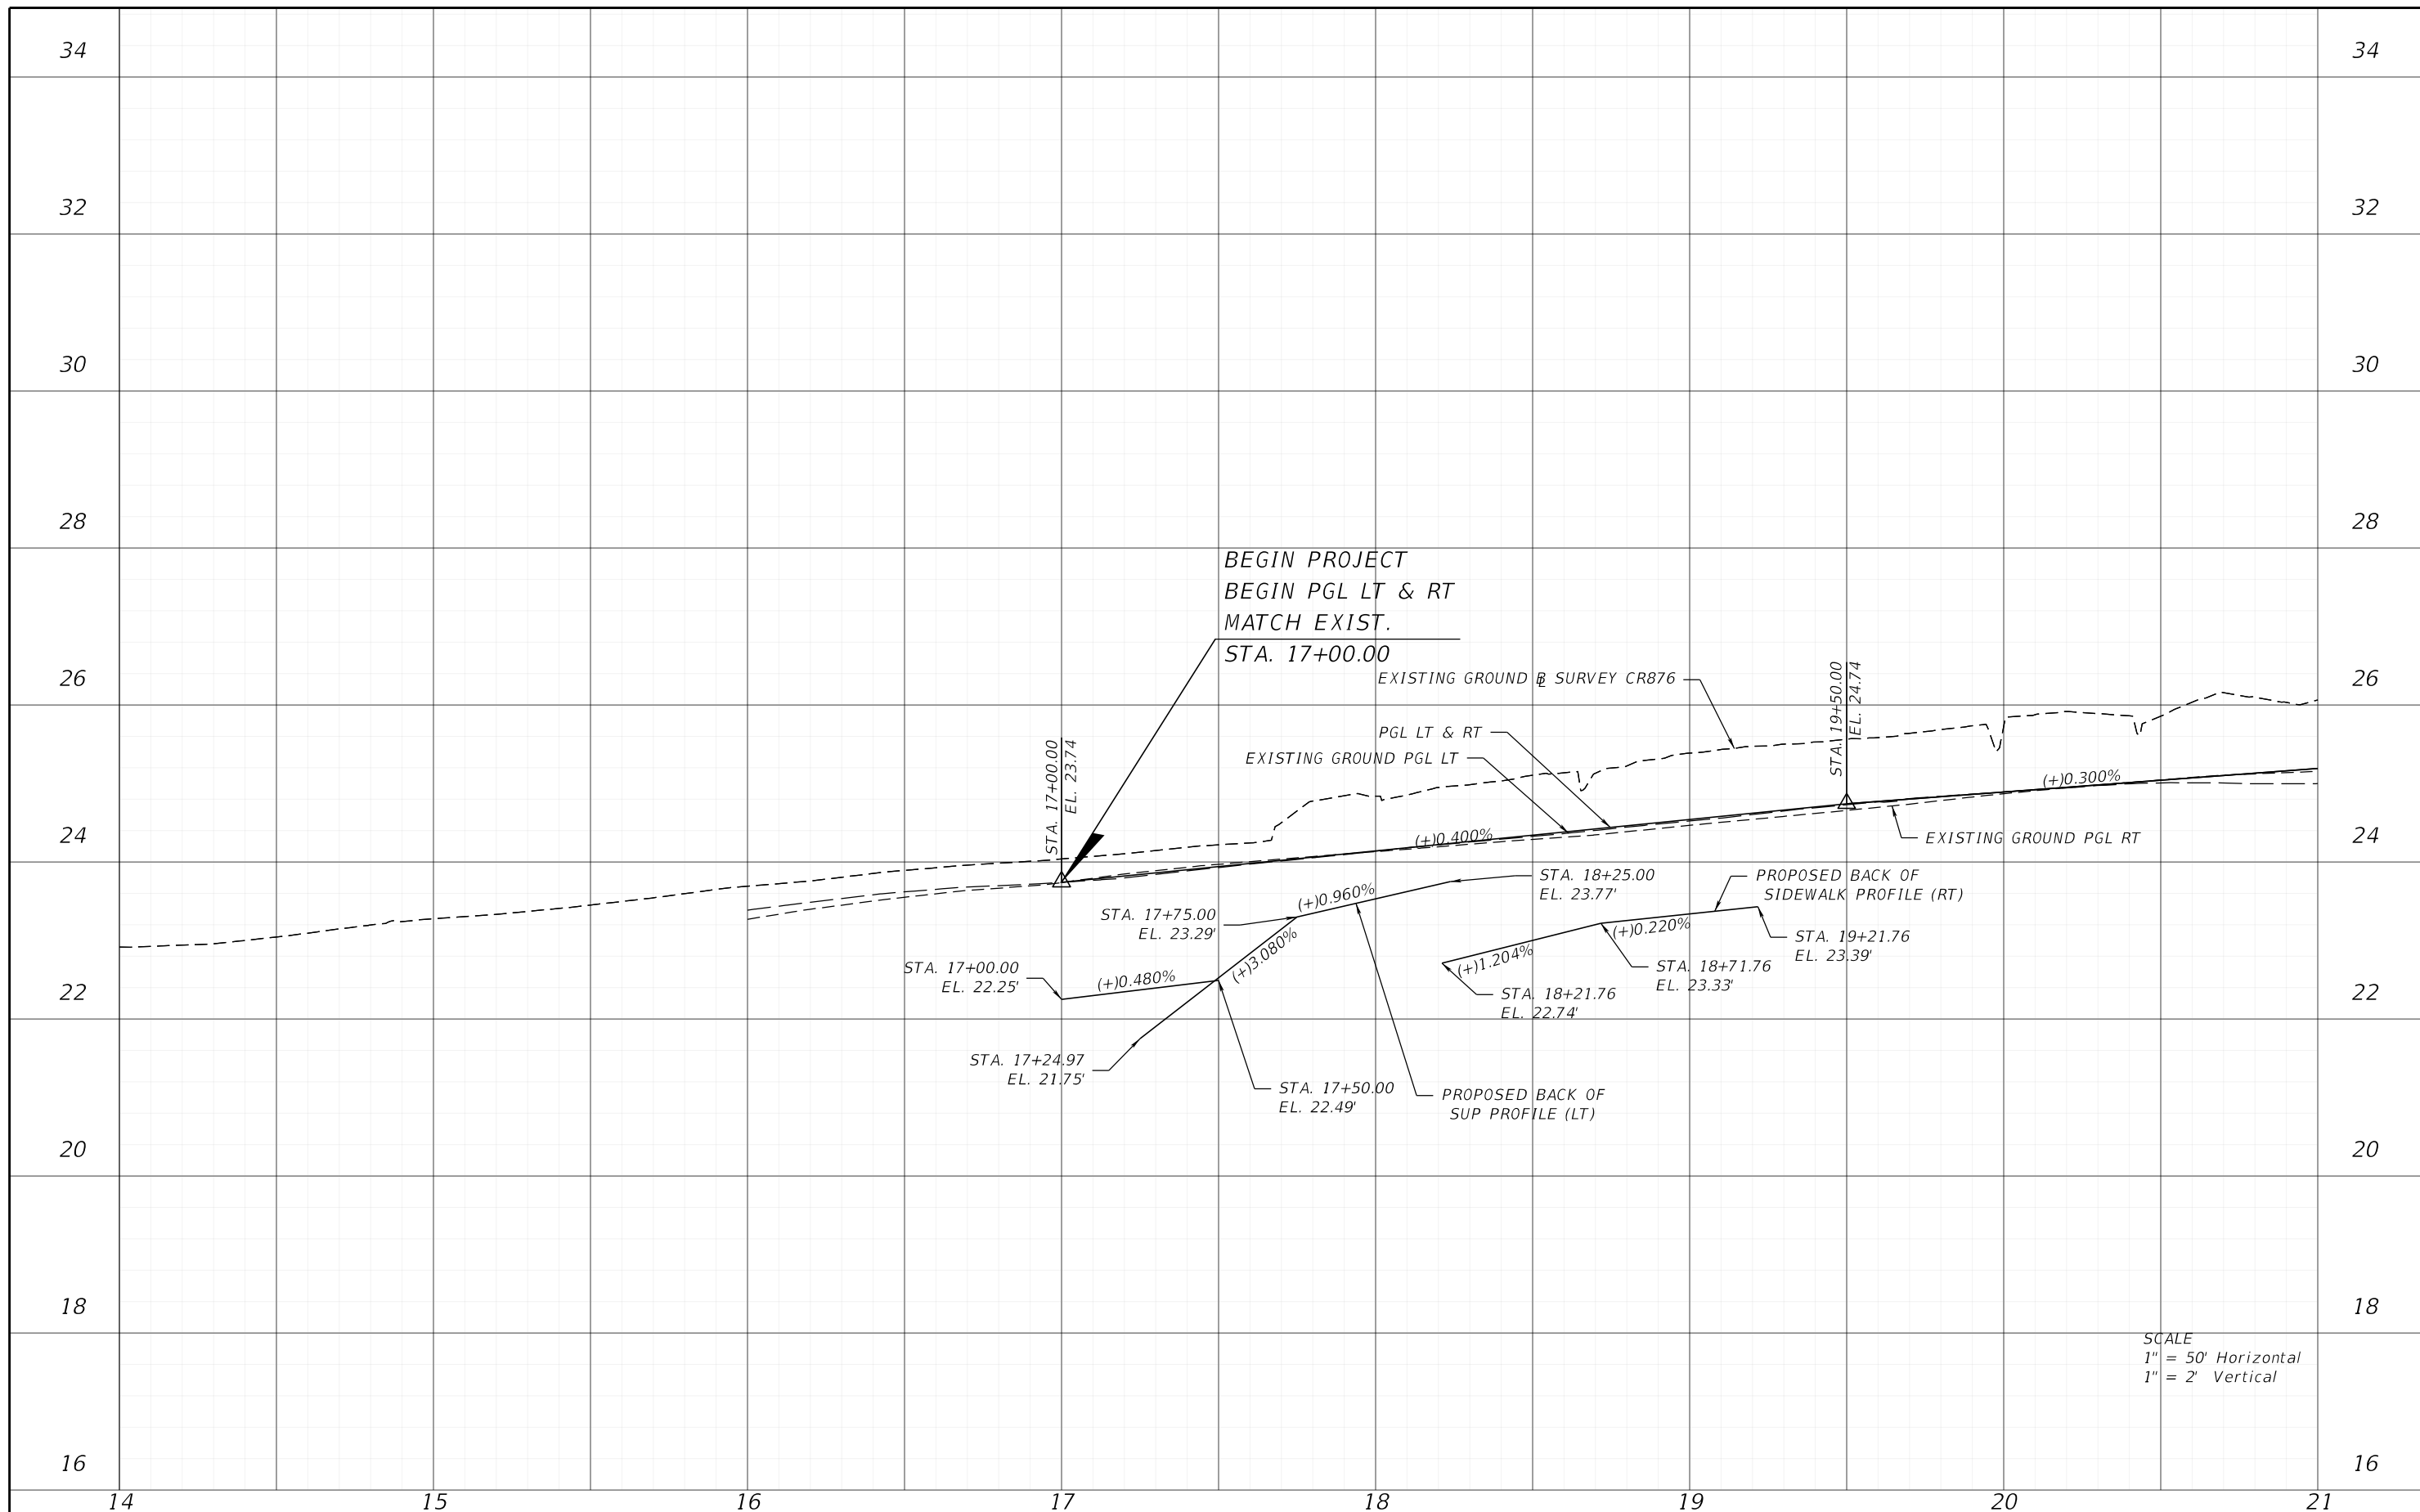 34 34
32 32
30 30
28 28
BEGIN PROJECT
BEGIN PGL LT & RT
MATCH EXIST.
STA. 17+00.00
26 26
EXISTING GROUND BL SURVEY CR876
STA. 19+50.00
EL. 24.74
PGL LT & RT
EXISTING GROUND PGL LT
STA. 17+00.00
EL. 23.74
(+)0.300%
24 24
(+)0.400%
EXISTING GROUND PGL RT
STA. 18+25.00
EL. 23.77'
PROPOSED BACK OF
SIDEWALK PROFILE (RT)
(+)0.960%
STA. 17+75.00
EL. 23.29'
(+)0.220%
STA. 19+21.76
EL. 23.39'
(+)3.080%
(+)1.204%
STA. 18+71.76
EL. 23.33'
STA. 17+00.00
EL. 22.25'
(+)0.480%
22 22
STA. 18+21.76
EL. 22.74'
STA. 17+24.97
EL. 21.75'
STA. 17+50.00
EL. 22.49'
PROPOSED BACK OF
SUP PROFILE (LT)
20 20
18 18
SCALE
1" = 50' Horizontal
1" = 2' Vertical
16 16
14 15 16 17 18 19 20 21